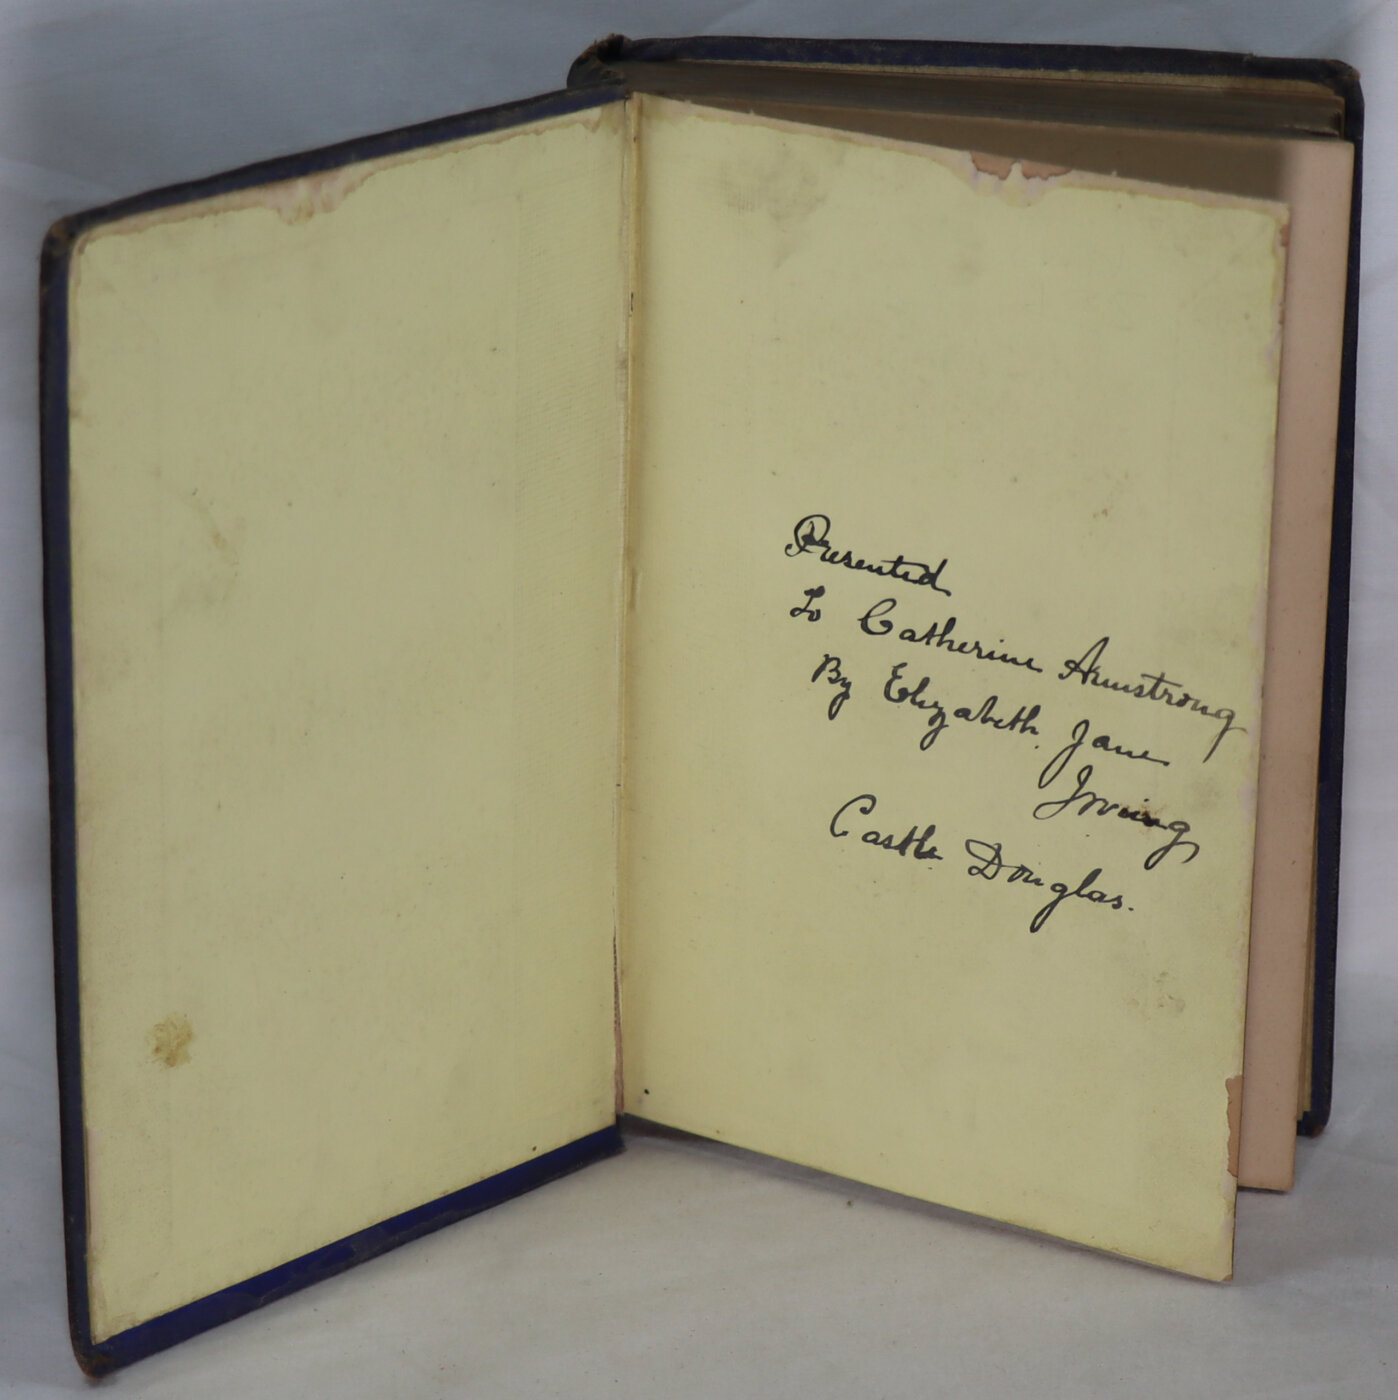 Presented
To Catherine Armstrong
By Elizabeth Jane
Irving
Castle Douglas.